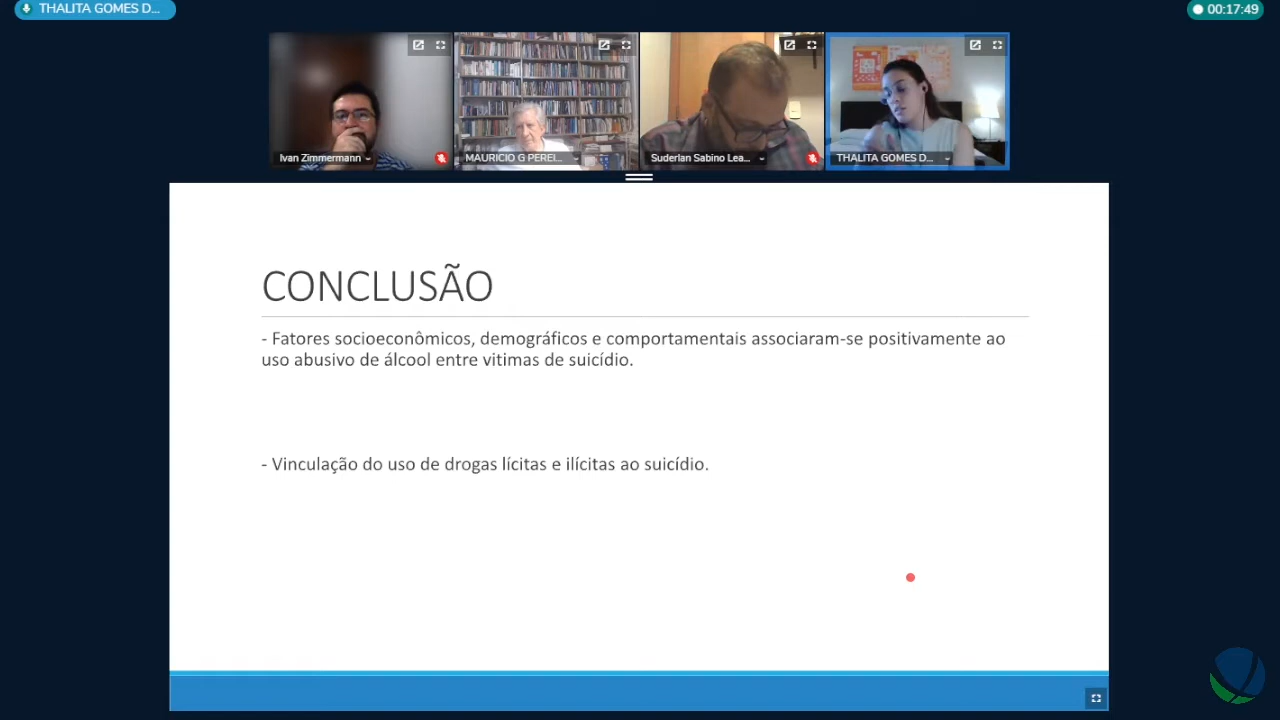 THALITA GOMES D...
00:17:49
Ivan Zimmermann
MAURICIO G PEREI...
Suderlan Sabino Lea...
THALITA GOMES D...
CONCLUSÃO
- Fatores socioeconômicos, demográficos e comportamentais associaram-se positivamente ao
uso abusivo de álcool entre vitimas de suicídio.
- Vinculação do uso de drogas lícitas e ilícitas ao suicídio.